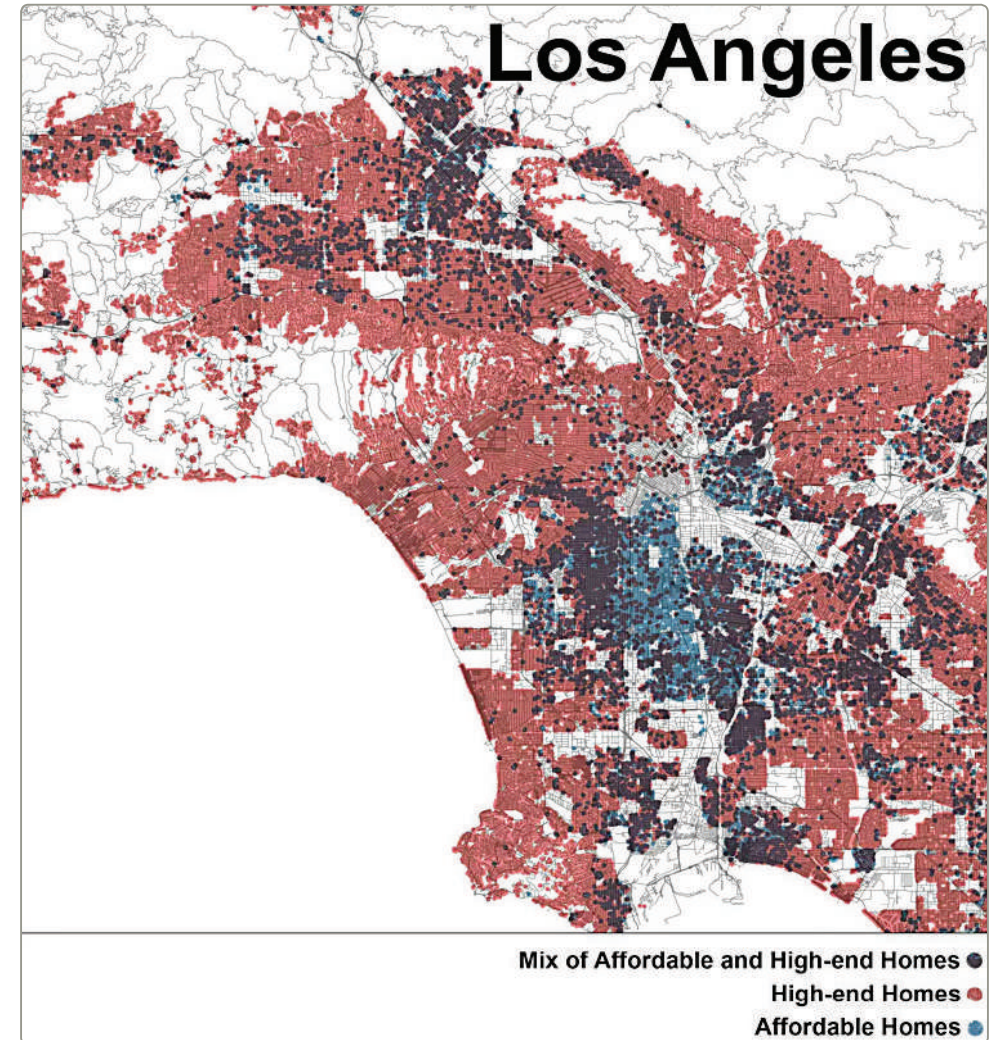 Los Angeles
Mix of Affordable and High-end Homes
High-end Homes
Affordable Homes